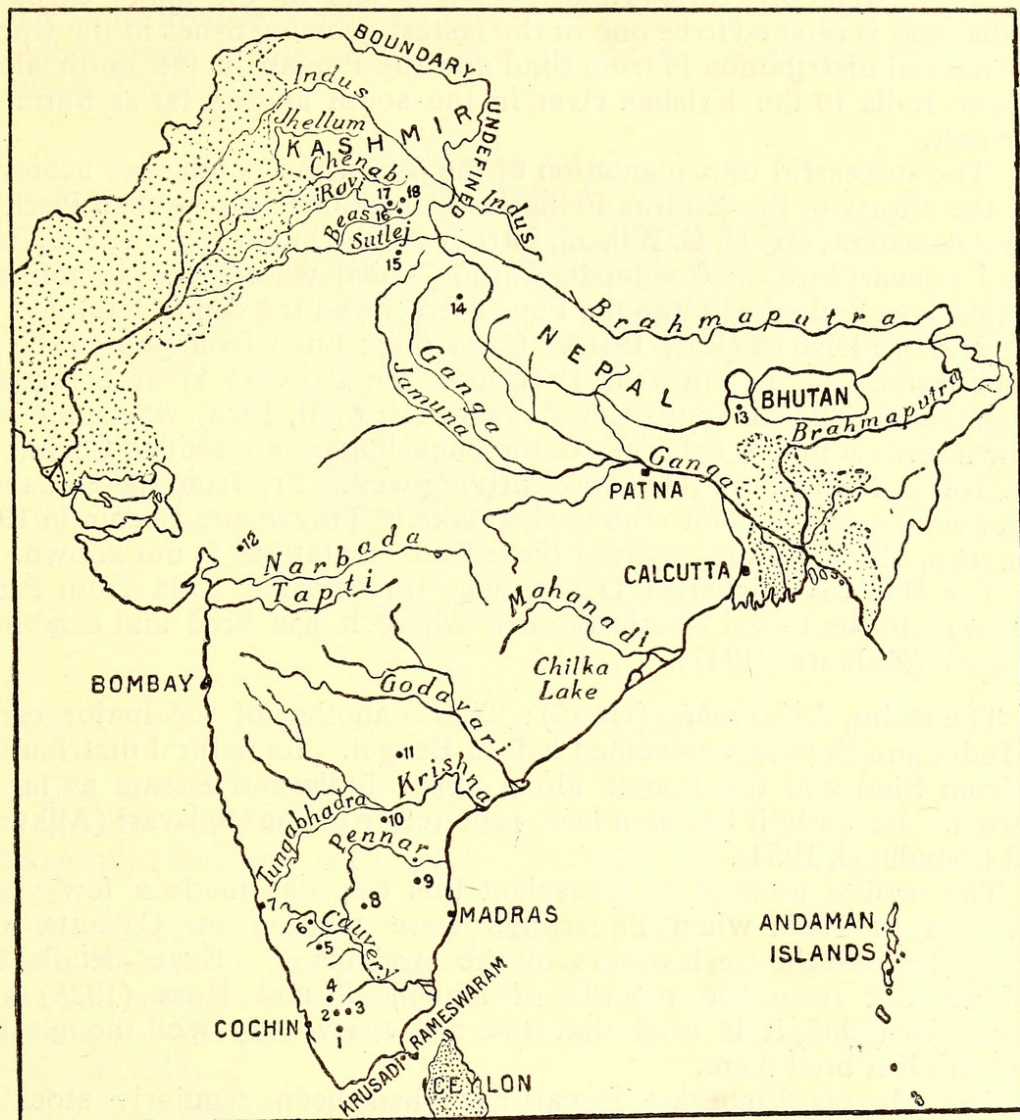 BOUNDARY
UNDEFINED
Indus
Jhellum
KASHMIR
Chenab
Ravi
17 18
16
Beas
Sutlej
Indus
15
14
Brahmaputra
NEPAL
Ganga
Jamuna
13
BHUTAN
Brahmaputra
Ganga
PATNA
12
Narbada
Tapti
CALCUTTA
Mahanadi
Chilka
Lake
BOMBAY
Godavari
11
Krishna
Tungabhadra
10
Pennar
9
8
7
MADRAS
6
Cauvery
5
ANDAMAN
ISLANDS
4
2 3
COCHIN
1
RAMESWARAM
KRUSADI
CEYLON